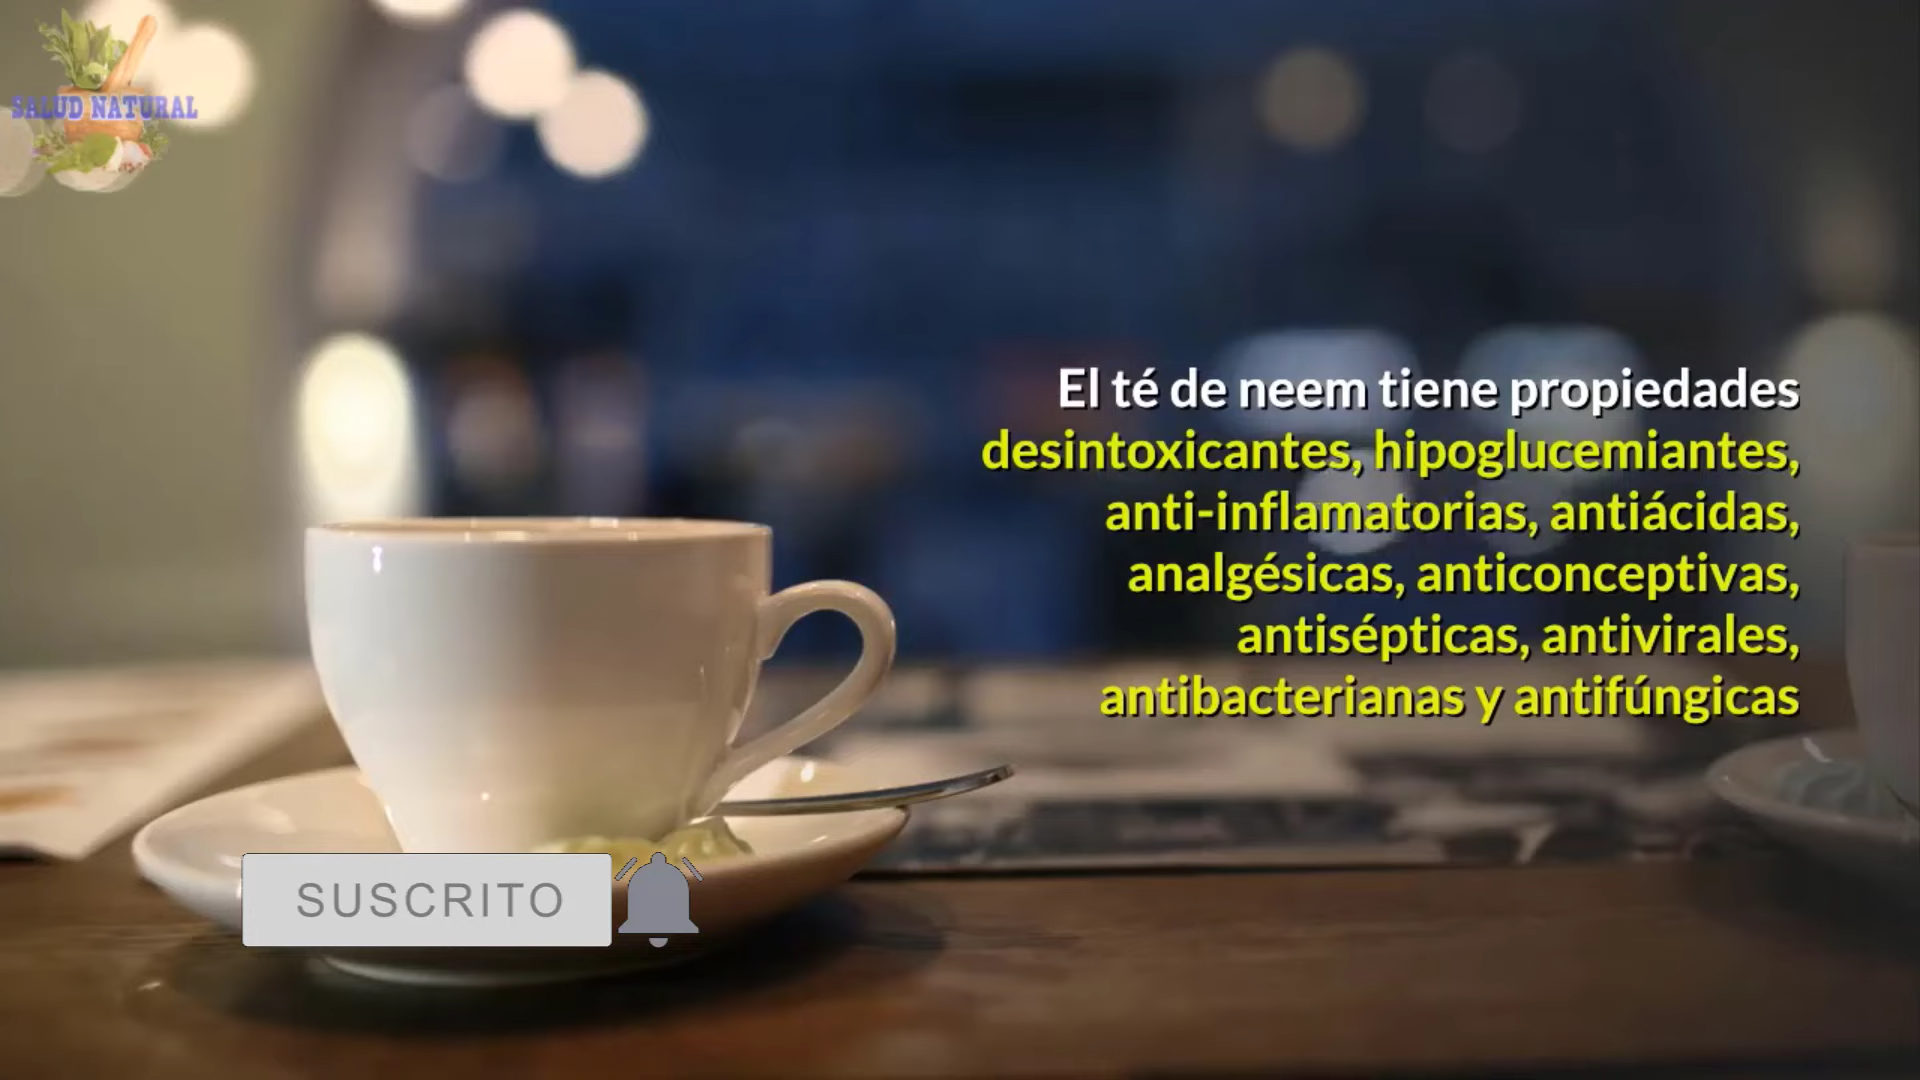 SALUD NATURAL
El té de neem tiene propiedades
desintoxicantes, hipoglucemiantes,
anti-inflamatorias, antiácidas,
analgésicas, anticonceptivas,
antisépticas, antivirales,
antibacterianas y antifúngicas
SUSCRITO